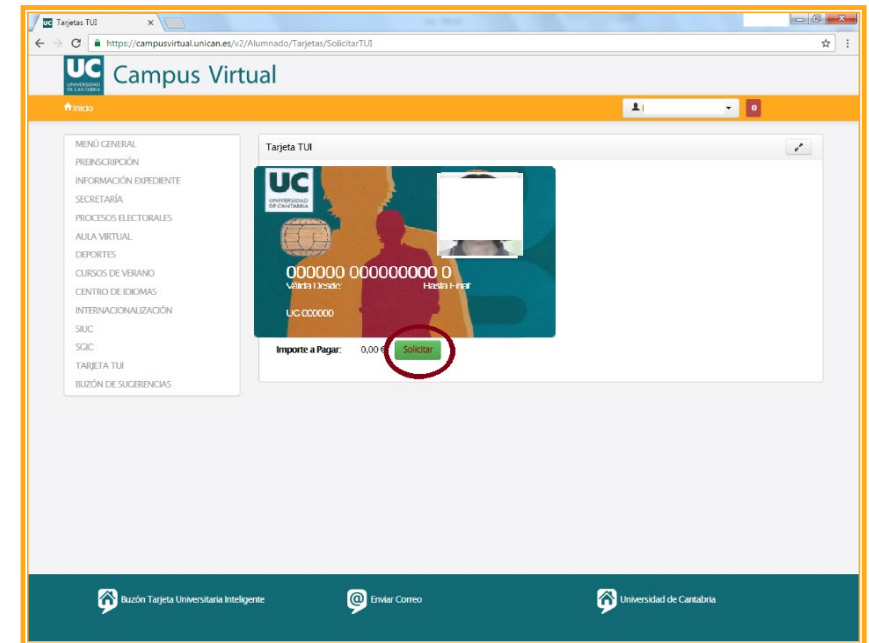 UC Tarjetas TUI
https://campusvirtual.unican.es/v2/Alumnado/Tarjetas/SolicitarTUI
UC
UNIVERSIDAD
DE CANTABRIA
Campus Virtual
Inicio
0
MENÚ GENERAL
PREINSCRIPCIÓN
INFORMACIÓN EXPEDIENTE
SECRETARÍA
PROCESOS ELECTORALES
AULA VIRTUAL
DEPORTES
CURSOS DE VERANO
CENTRO DE IDIOMAS
INTERNACIONALIZACIÓN
SIUC
SGIC
TARJETA TUI
BUZÓN DE SUGERENCIAS
Tarjeta TUI
UC
UNIVERSIDAD
DE CANTABRIA
000000 000000000 0
Válida Desde: Hasta Final
UC 000000
Importe a Pagar: 0,00 € Solicitar
Buzón Tarjeta Universitaria Inteligente
Enviar Correo
Universidad de Cantabria